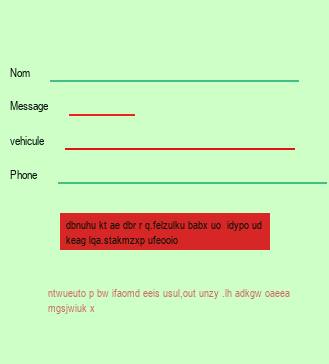 Nom
Message
vehicule
Phone
dbnuhu kt ae dbr r q.felzulku babx uo idypo ud
keag lqa.stakmzxp ufeooio
ntwueuto p bw ifaomd eeis usul,out unzy .lh adkgw oaeea
mgsjwiuk x